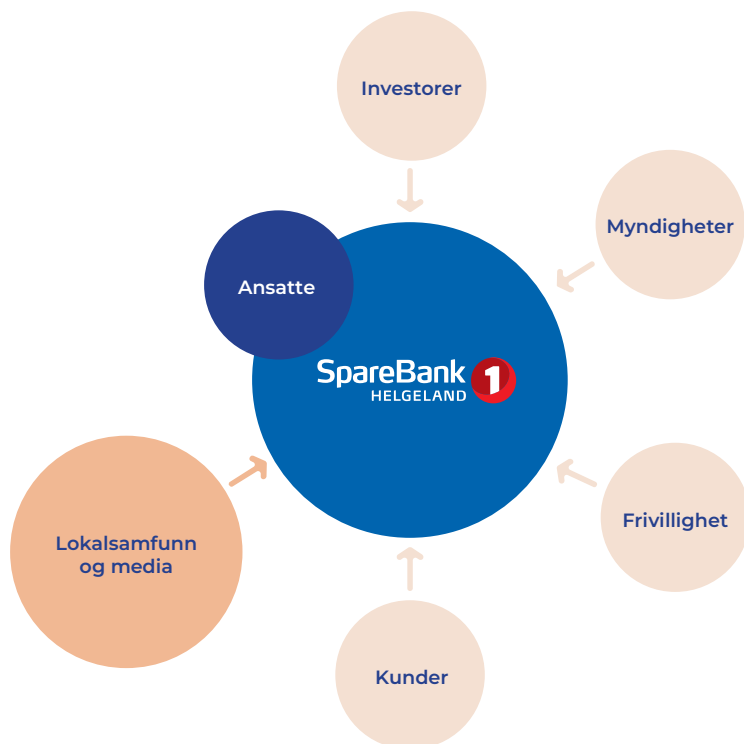 Investorer
Myndigheter
Ansatte
SpareBank 1
HELGELAND
Lokalsamfunn
og media
Frivillighet
Kunder